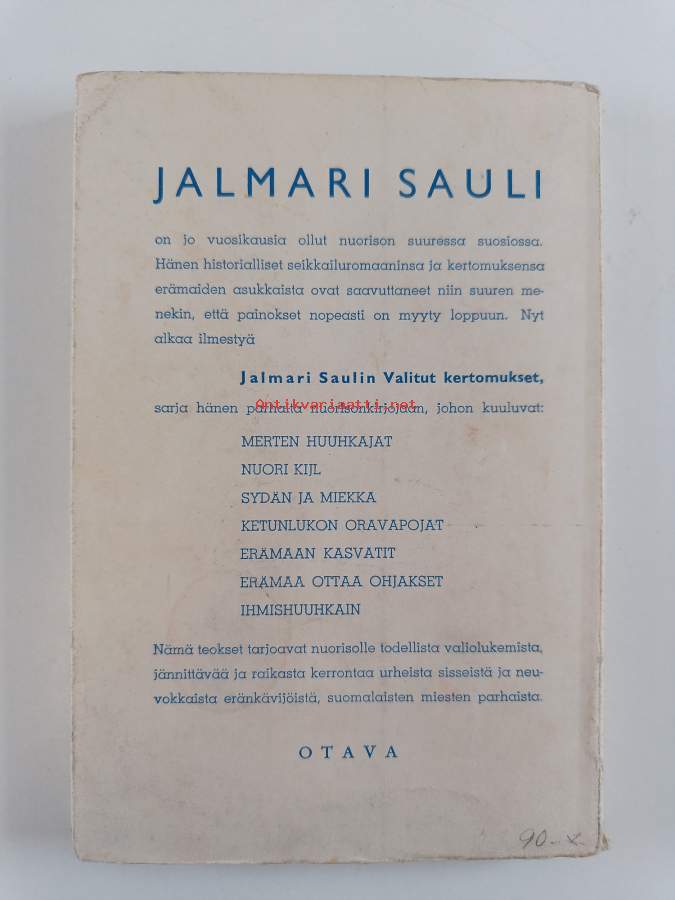 JALMARI SAULI
on jo vuosikausia ollut nuorison suuressa suosiossa.
Hänen historialliset seikkailuromaaninsa ja kertomuksensa
erämaiden asukkaista ovat saavuttaneet niin suuren me-
nekin, että painokset nopeasti on myyty loppuun. Nyt
alkaa ilmestyä
Jalmari Saulin Valitut kertomukset,
Antikvariaatti.net
sarja hänen parhaita nuorisonkirjojaan, johon kuuluvat:
MERTEN HUUHKAJAT
NUORI KIJL
SYDÄN JA MIEKKA
KETUNLUKON ORAVAPOJAT
ERÄMAAN KASVATIT
ERÄMAA OTTAA OHJAKSET
IHMISHUUHKAIN
Nämä teokset tarjoavat nuorisolle todellista valiolukemista,
jännittävää ja raikasta kerrontaa urheista sisseistä ja neu-
vokkaista eränkävijöistä, suomalaisten miesten parhaista.
OTAVA
90.-x